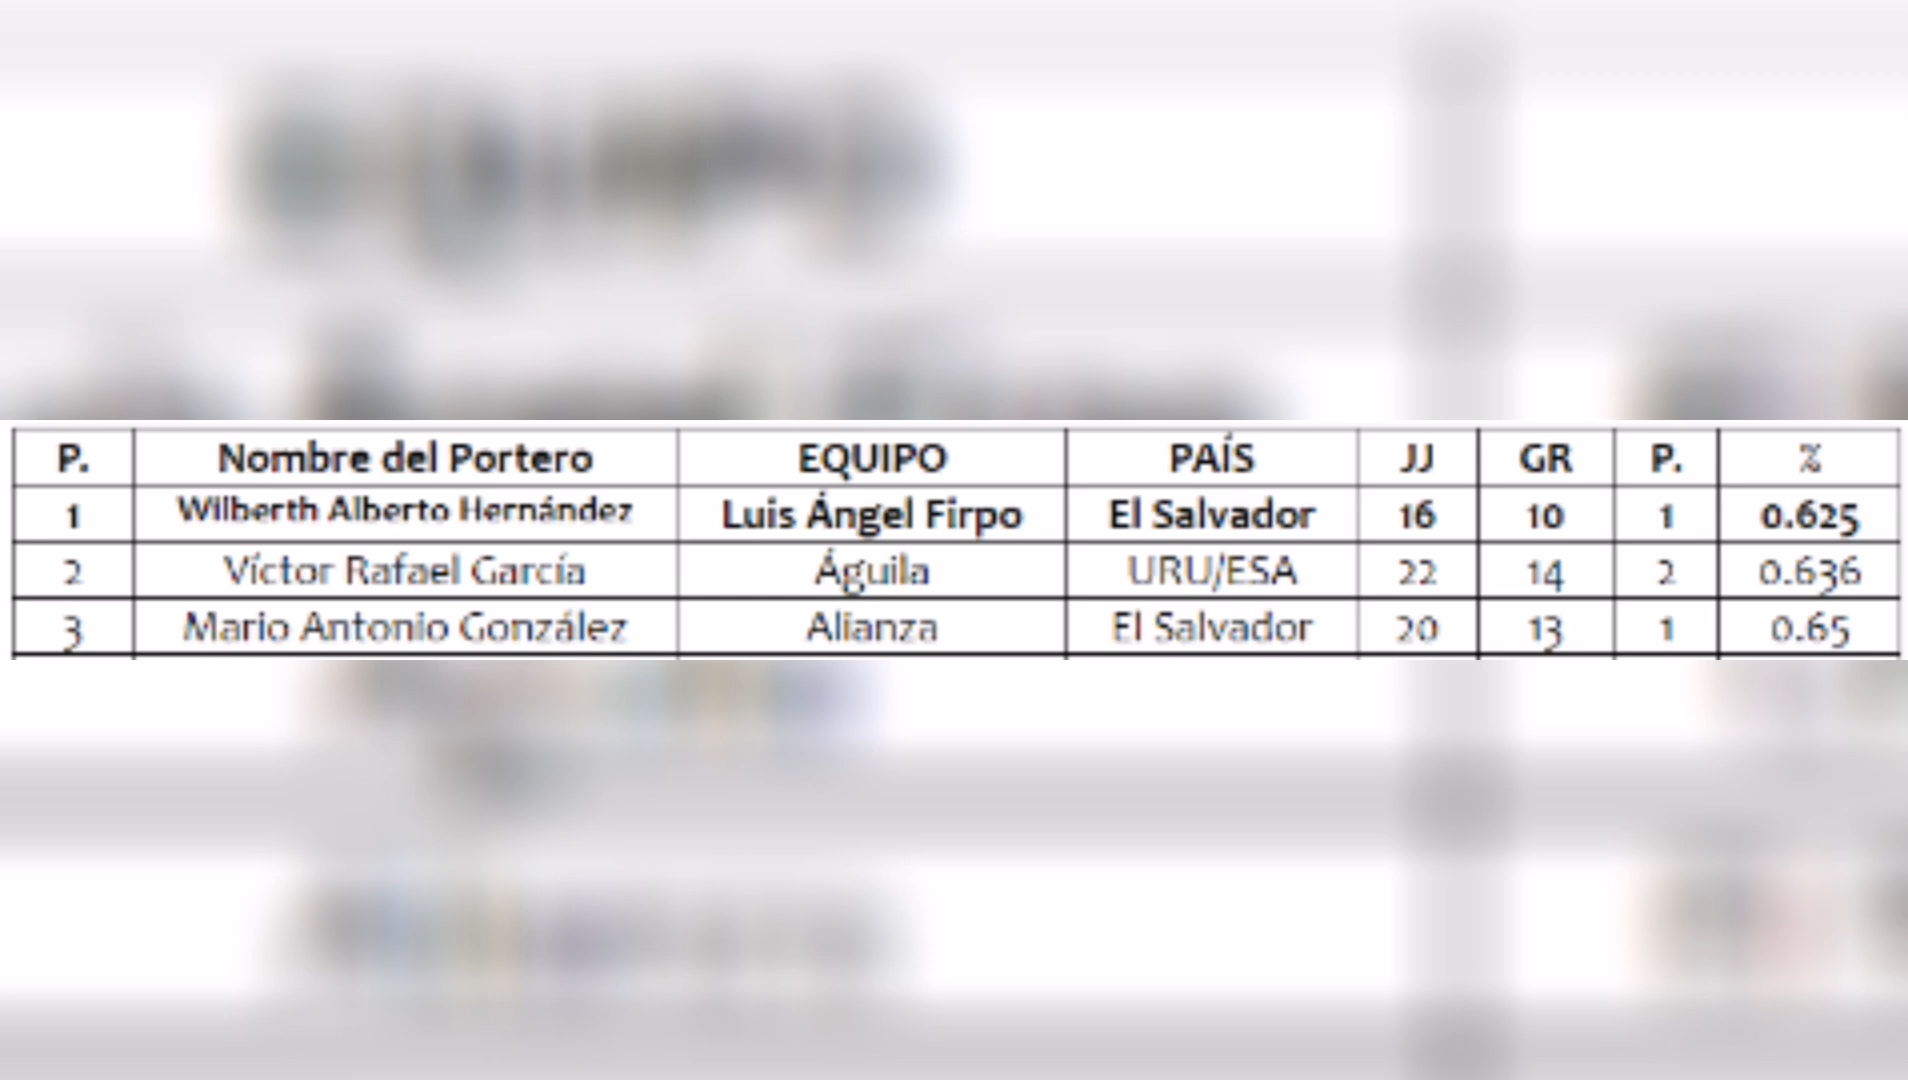 P. Nombre del Portero EQUIPO PAÍS JJ GR P. %
1 Wilberth Alberto Hernández Luis Ángel Firpo El Salvador 16 10 1 0.625
2 Víctor Rafael García Águila URU/ESA 22 14 2 0.636
3 Mario Antonio González Alianza El Salvador 20 13 1 0.65